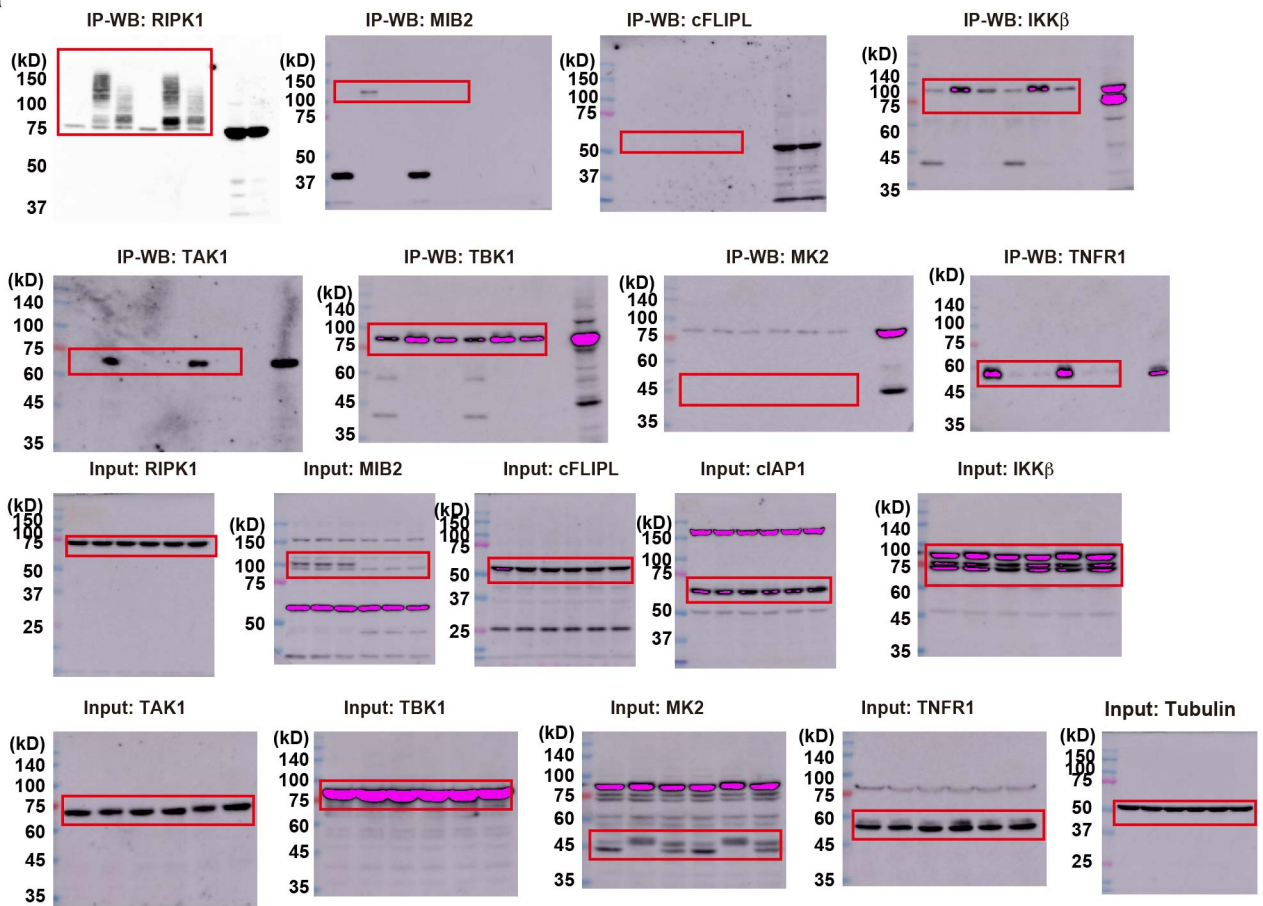 IP-WB: RIPK1
(kD)
150
100
75
50
37
IP-WB: MIB2
(kD)
150
100
75
50
37
IP-WB: cFLIPL
(kD)
150
100
75
50
37
IP-WB: IKKβ
(kD)
140
100
75
60
45
35
IP-WB: TAK1
(kD)
140
100
75
60
45
35
IP-WB: TBK1
(kD)
140
100
75
60
45
35
IP-WB: MK2
(kD)
140
100
75
60
45
35
IP-WB: TNFR1
(kD)
140
100
75
60
45
35
Input: RIPK1
(kD)
150
100
75
50
37
25
Input: MIB2
(kD)
150
100
75
50
Input: cFLIPL
(kD)
150
100
75
50
37
25
Input: cIAP1
(kD)
150
100
75
50
37
Input: IKKβ
(kD)
140
100
75
60
45
35
Input: TAK1
(kD)
140
100
75
60
45
35
Input: TBK1
(kD)
140
100
75
60
45
35
Input: MK2
(kD)
140
100
75
60
45
35
Input: TNFR1
(kD)
140
100
75
60
45
35
Input: Tubulin
(kD)
150
100
75
50
37
25